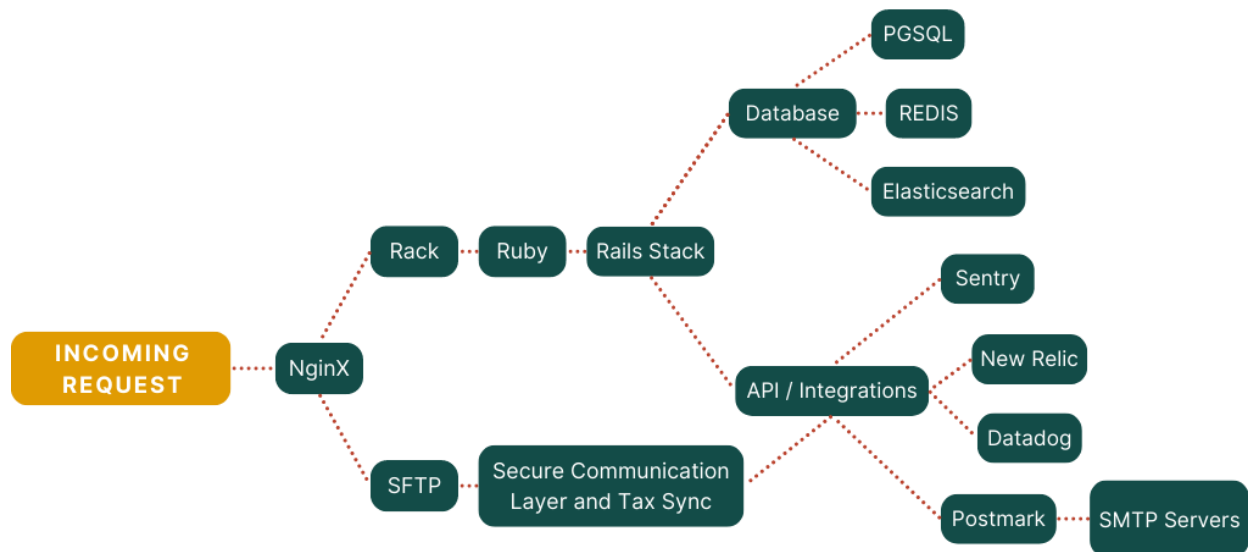 PGSQL
Database
REDIS
Elasticsearch
Rack
Ruby
Rails Stack
Sentry
INCOMING
REQUEST
NginX
New Relic
API / Integrations
Datadog
SFTP
Secure Communication
Layer and Tax Sync
Postmark
SMTP Servers